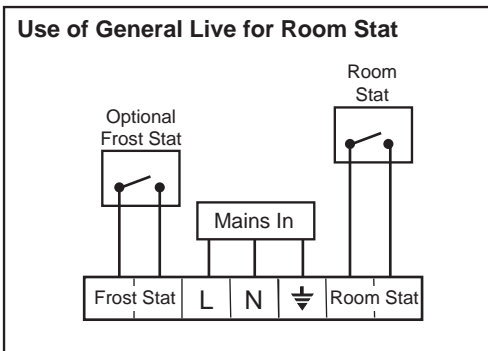 Use of General Live for Room Stat
Room
Stat
Optional
Frost Stat
Mains In
Frost Stat L N Room Stat